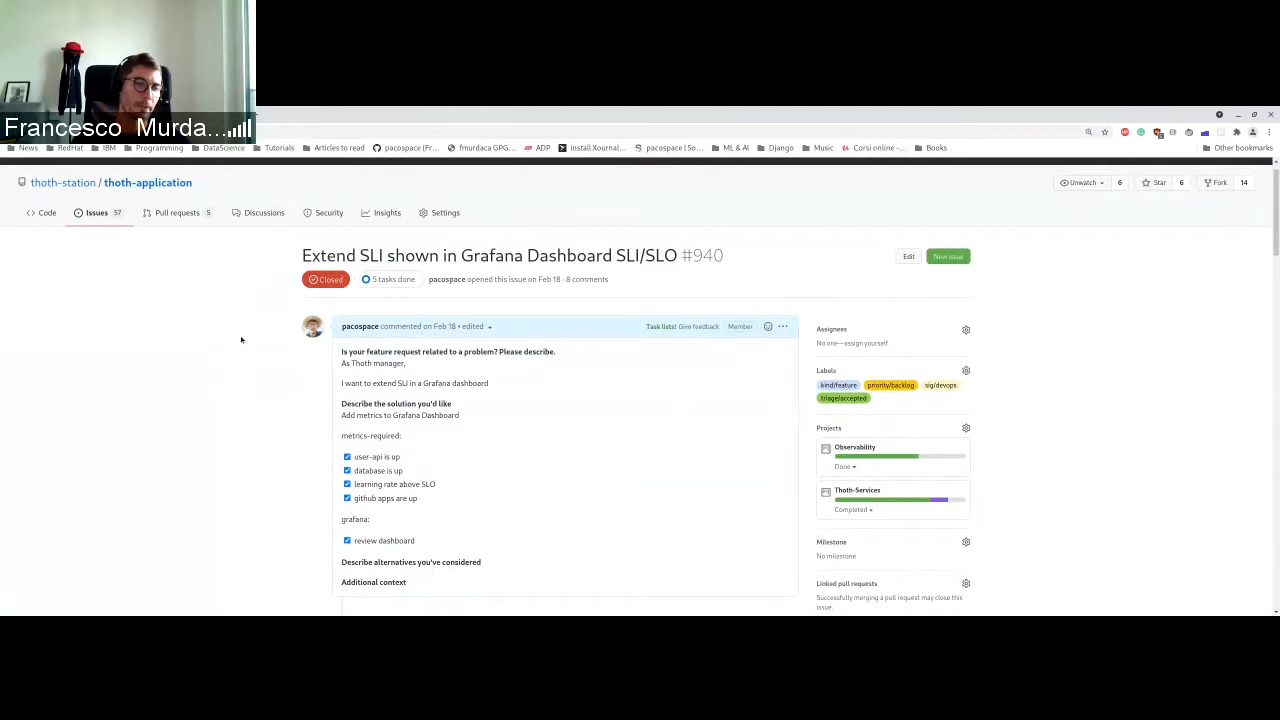 Francesco Murda...
News RedHat IBM Programming DataScience Tutorials Articles to read pacospace (Fr... fmurdaca GPG... ADP Install Xournal... pacospace | So... ML & AI Django Music Corsi online -... Books Other bookmarks
thoth-station / thoth-application
Unwatch 6 Star 6 Fork 14
Code Issues 57 Pull requests 5 Discussions Security Insights Settings
Extend SLI shown in Grafana Dashboard SLI/SLO #940
Edit New issue
Closed 5 tasks done pacospace opened this issue on Feb 18 · 8 comments
pacospace commented on Feb 18 • edited
Task lists! Give feedback Member
Is your feature request related to a problem? Please describe.
As Thoth manager,
I want to extend SLI in a Grafana dashboard
Describe the solution you'd like
Add metrics to Grafana Dashboard
metrics-required:
user-api is up
database is up
learning rate above SLO
github apps are up
grafana:
review dashboard
Describe alternatives you've considered
Additional context
Assignees
No one—assign yourself
Labels
kind/feature priority/backlog sig/devops
triage/accepted
Projects
Observability
Done
Thoth-Services
Completed
Milestone
No milestone
Linked pull requests
Successfully merging a pull request may close this
issue.